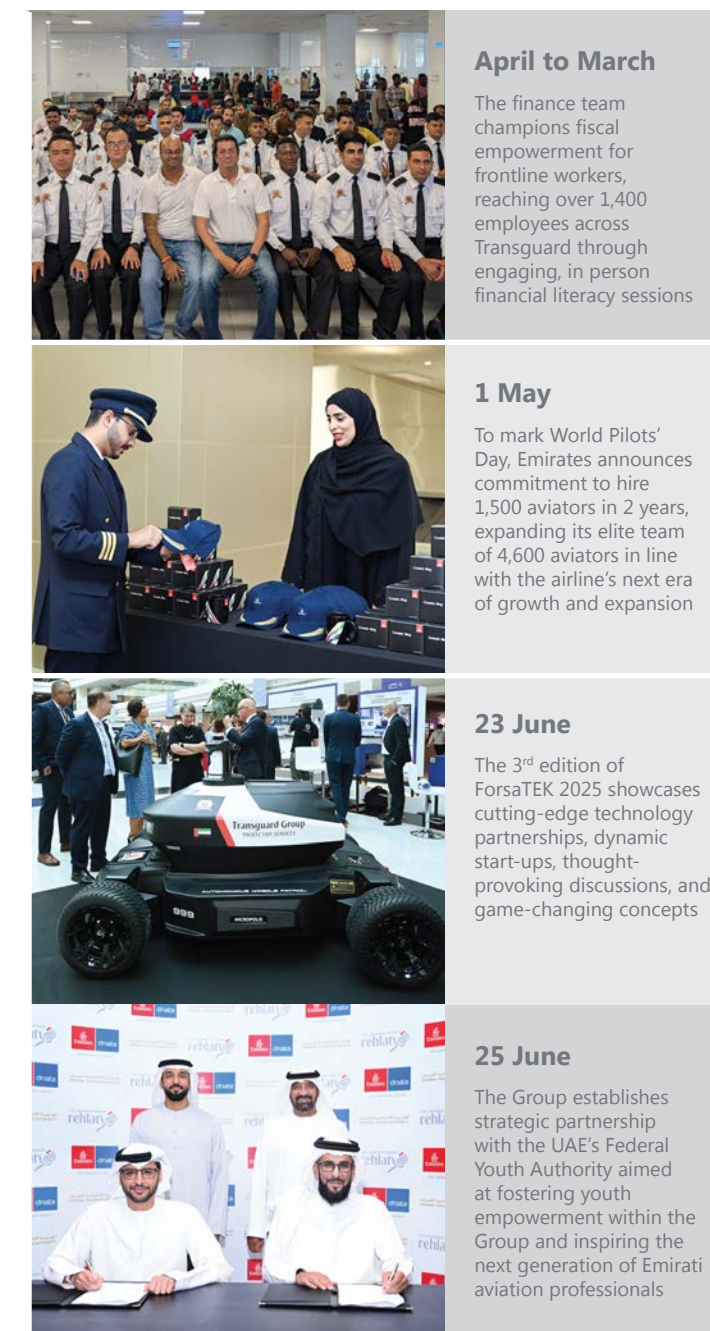 April to March
The finance team
champions fiscal
empowerment for
frontline workers,
reaching over 1,400
employees across
Transguard through
engaging, in person
financial literacy sessions
1 May
To mark World Pilots'
Day, Emirates announces
commitment to hire
1,500 aviators in 2 years,
expanding its elite team
of 4,600 aviators in line
with the airline's next era
of growth and expansion
Transguard Group
PROTECTIVE SERVICES
AUTONOMOUS MOBILE PATROL
999
MICROPOLIS
23 June
The 3rd edition of
ForsaTEK 2025 showcases
cutting-edge technology
partnerships, dynamic
start-ups, thought-
provoking discussions, and
game-changing concepts
Emirates dnata
rehlaty
25 June
The Group establishes
strategic partnership
with the UAE's Federal
Youth Authority aimed
at fostering youth
empowerment within the
Group and inspiring the
next generation of Emirati
aviation professionals